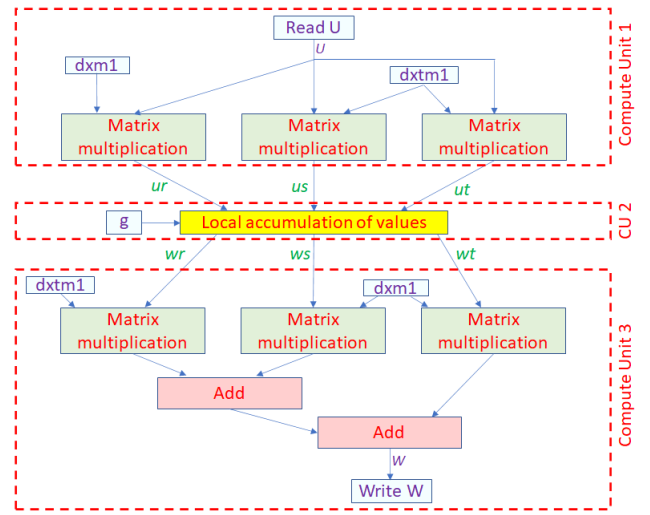 Read U
U
dxm1
dxtm1
Matrix
multiplication
Matrix
multiplication
Matrix
multiplication
Compute Unit 1
ur
us
ut
g
Local accumulation of values
CU 2
wr
ws
wt
dxtm1
dxm1
Matrix
multiplication
Matrix
multiplication
Matrix
multiplication
Add
Add
W
Write W
Compute Unit 3